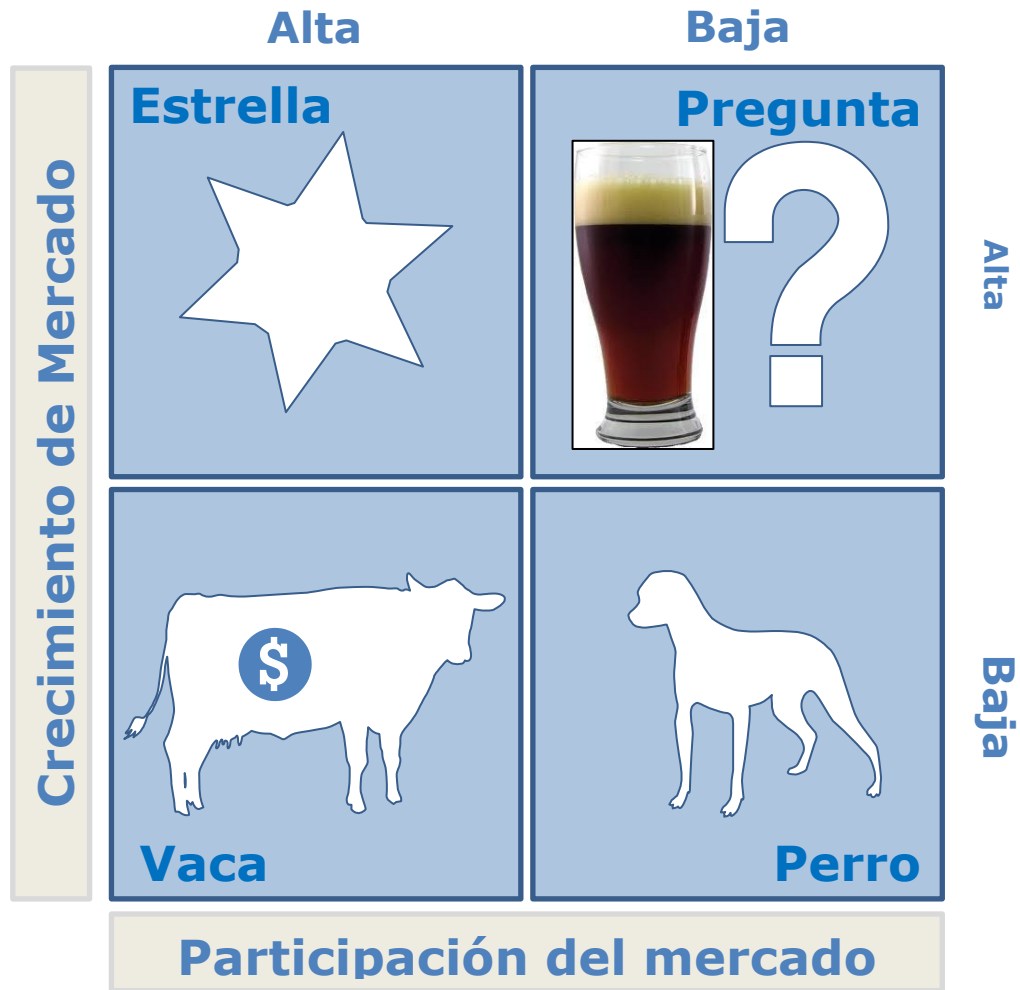 Alta
Baja
Estrella
Pregunta
Crecimiento de Mercado
Alta
$
Baja
Vaca
Perro
Participación del mercado